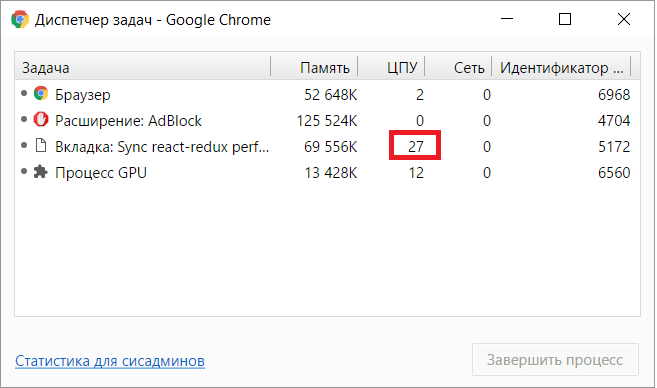 Диспетчер задач - Google Chrome
Задача Память ЦПУ Сеть Идентификатор ...
Браузер 52 648K 2 0 6968
Расширение: AdBlock 125 524K 0 0 4704
Вкладка: Sync react-redux perf... 69 556K 27 0 5172
Процесс GPU 13 428K 12 0 6560
Статистика для сисадминов Завершить процесс